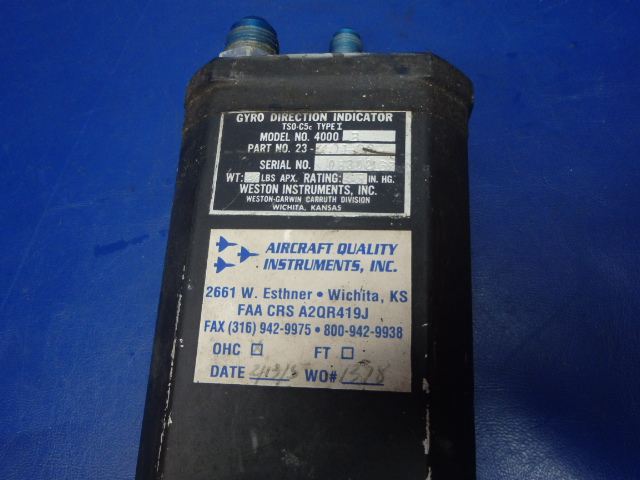 GYRO DIRECTION INDICATOR
TSO-C5c TYPE I
MODEL NO. 4000
PART NO. 23-
SERIAL NO.
WT: LBS APX. RATING: IN. HG.
WESTON INSTRUMENTS, INC.
WESTON-GARWIN CARRUTH DIVISION
WICHITA, KANSAS
AIRCRAFT QUALITY
INSTRUMENTS, INC.
2661 W. Esthner • Wichita, KS
FAA CRS A2QR419J
FAX (316) 942-9975 • 800-942-9938
OHC FT
DATE WO# 1378